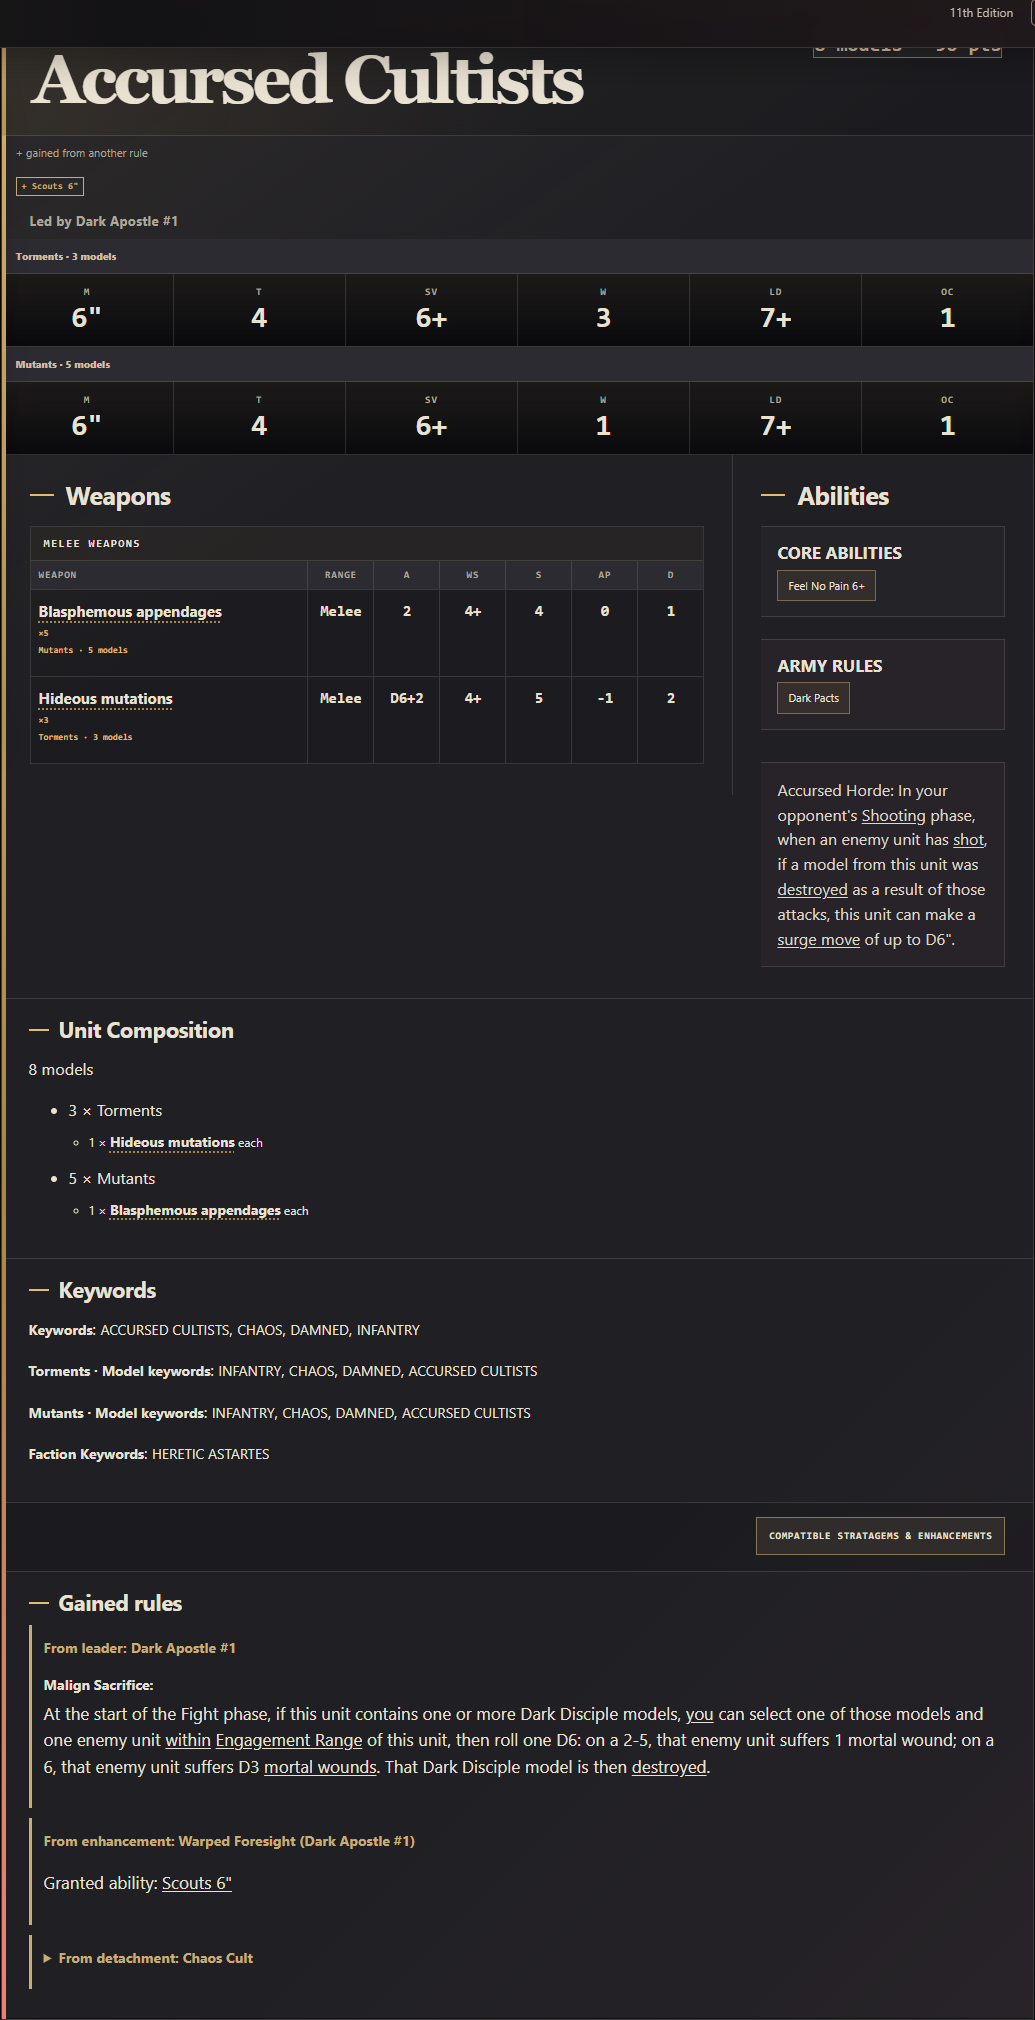 11th Edition
8 models 90 pts
Accursed Cultists
+ gained from another rule
+ Scouts 6"
Led by Dark Apostle #1
Torments · 3 models
M T SV W LD OC
6" 4 6+ 3 7+ 1
Mutants · 5 models
M T SV W LD OC
6" 4 6+ 1 7+ 1
Weapons
MELEE WEAPONS
WEAPON RANGE A WS S AP D
Blasphemous appendages Melee 2 4+ 4 0 1
×5
Mutants · 5 models
Hideous mutations Melee D6+2 4+ 5 -1 2
×3
Torments · 3 models
Abilities
CORE ABILITIES
Feel No Pain 6+
ARMY RULES
Dark Pacts
Accursed Horde: In your
opponent's Shooting phase,
when an enemy unit has shot,
if a model from this unit was
destroyed as a result of those
attacks, this unit can make a
surge move of up to D6".
Unit Composition
8 models
• 3 × Torments
◦ 1 × Hideous mutations each
• 5 × Mutants
◦ 1 × Blasphemous appendages each
Keywords
Keywords: ACCURSED CULTISTS, CHAOS, DAMNED, INFANTRY
Torments · Model keywords: INFANTRY, CHAOS, DAMNED, ACCURSED CULTISTS
Mutants · Model keywords: INFANTRY, CHAOS, DAMNED, ACCURSED CULTISTS
Faction Keywords: HERETIC ASTARTES
COMPATIBLE STRATAGEMS & ENHANCEMENTS
Gained rules
From leader: Dark Apostle #1
Malign Sacrifice:
At the start of the Fight phase, if this unit contains one or more Dark Disciple models, you can select one of those models and
one enemy unit within Engagement Range of this unit, then roll one D6: on a 2-5, that enemy unit suffers 1 mortal wound; on a
6, that enemy unit suffers D3 mortal wounds. That Dark Disciple model is then destroyed.
From enhancement: Warped Foresight (Dark Apostle #1)
Granted ability: Scouts 6"
▶ From detachment: Chaos Cult